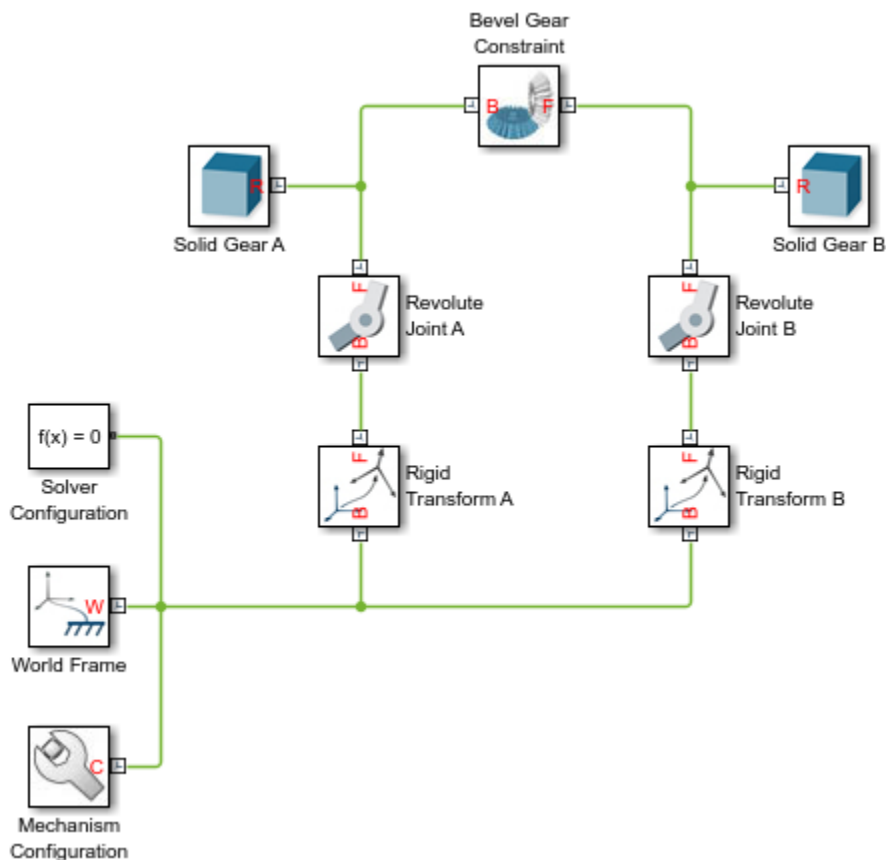 Bevel Gear
Constraint
B F
R
Solid Gear A
R
Solid Gear B
F
Revolute
Joint A
B
F
Revolute
Joint B
B
f(x) = 0
Solver
Configuration
F
Rigid
Transform A
B
F
Rigid
Transform B
B
W
World Frame
C
Mechanism
Configuration